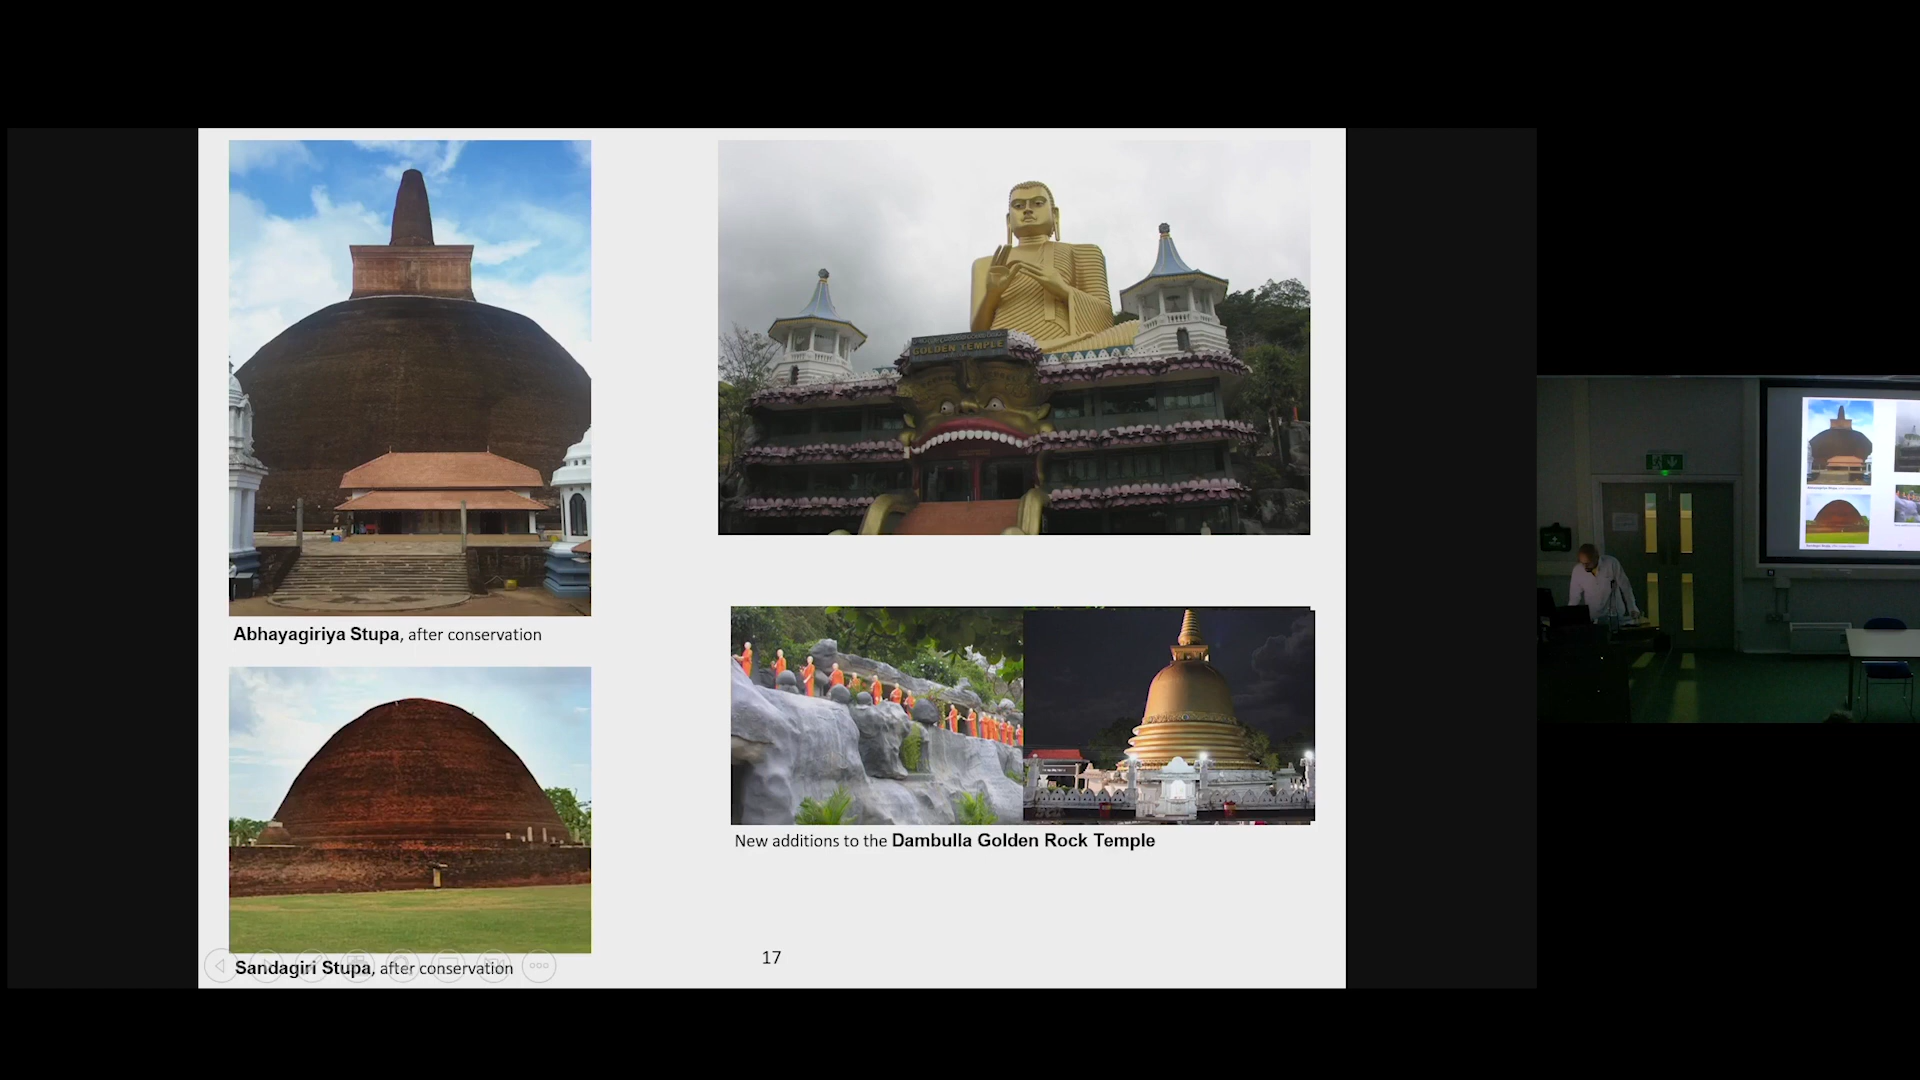 GOLDEN TEMPLE
Abhayagiriya Stupa, after conservation
Sandagiri Stupa, after conservation
New additions to the Dambulla Golden Rock Temple
17